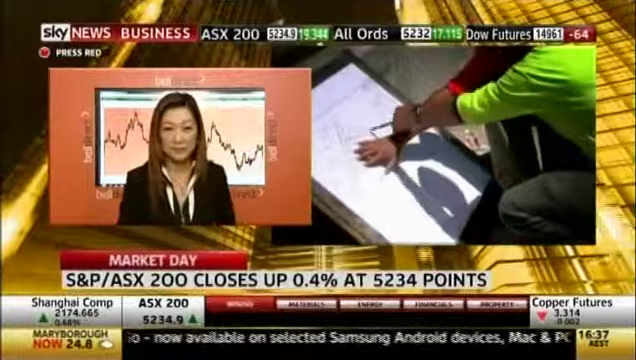 sky NEWS BUSINESS ASX 200 5234.9 19.344 All Ords 5232 17.115 Dow Futures 14961 -64
PRESS RED
bell direct
MARKET DAY
S&P/ASX 200 CLOSES UP 0.4% AT 5234 POINTS
Shanghai Comp ASX 200 MINING MATERIALS ENERGY FINANCIALS PROPERTY Copper Futures
2174.665 5234.9 3.314
0.68% 0.002
MARYBOROUGH io - now available on selected Samsung Android devices, Mac & PC 16:37
NOW 24.8 AEST